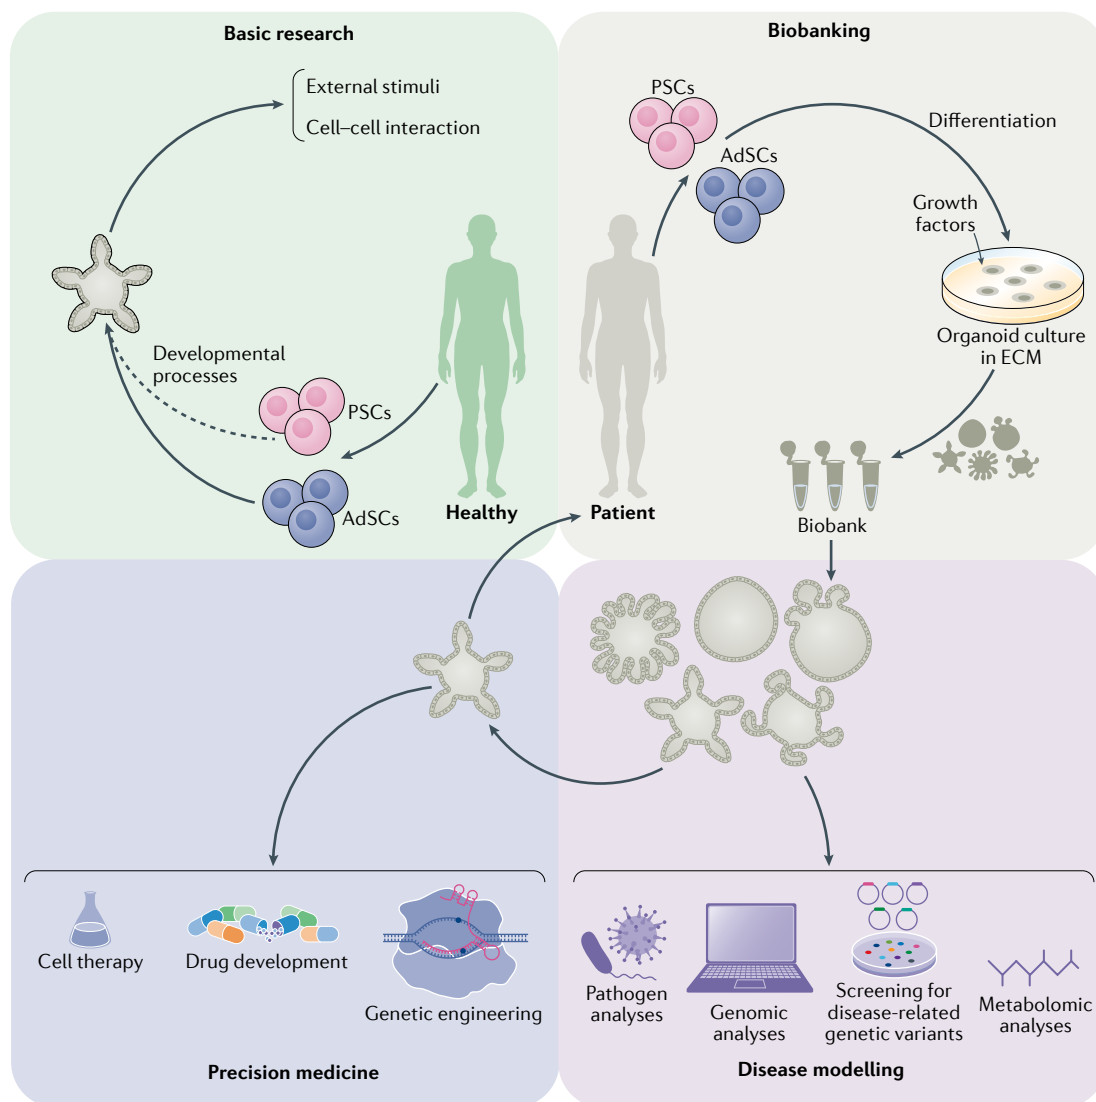 Basic research
External stimuli
Cell–cell interaction
Developmental
processes
PSCs
AdSCs
Healthy
Biobanking
PSCs
AdSCs
Differentiation
Growth
factors
Organoid culture
in ECM
Biobank
Patient
Cell therapy
Drug development
Genetic engineering
Precision medicine
Pathogen
analyses
Genomic
analyses
Screening for
disease-related
genetic variants
Metabolomic
analyses
Disease modelling